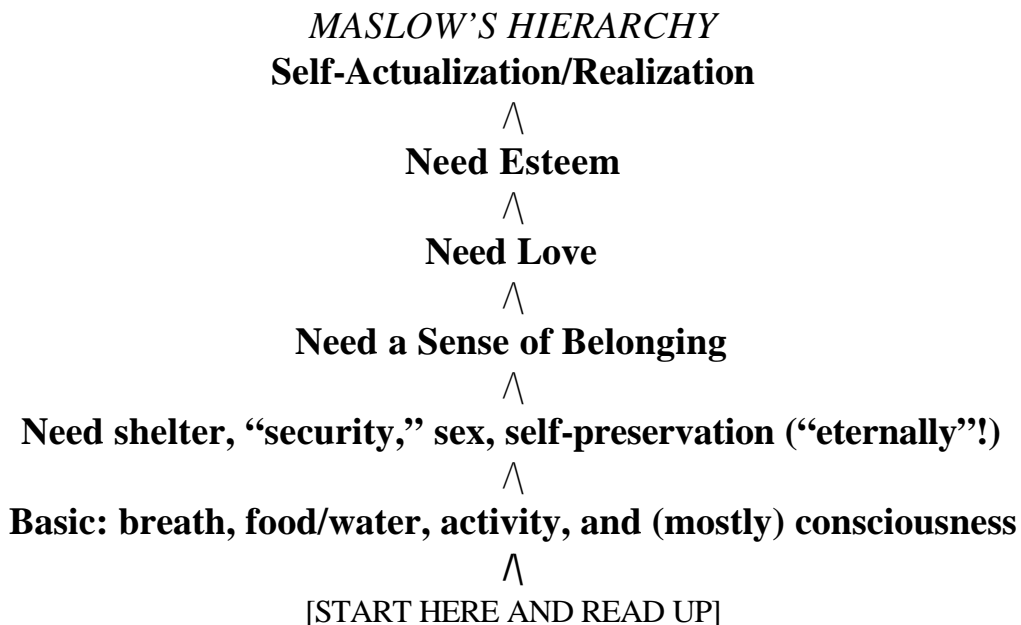 MASLOW’S HIERARCHY
Self-Actualization/Realization
/\
Need Esteem
/\
Need Love
/\
Need a Sense of Belonging
/\
Need shelter, “security,” sex, self-preservation (“eternally”!)
/\
Basic: breath, food/water, activity, and (mostly) consciousness
/\
[START HERE AND READ UP]